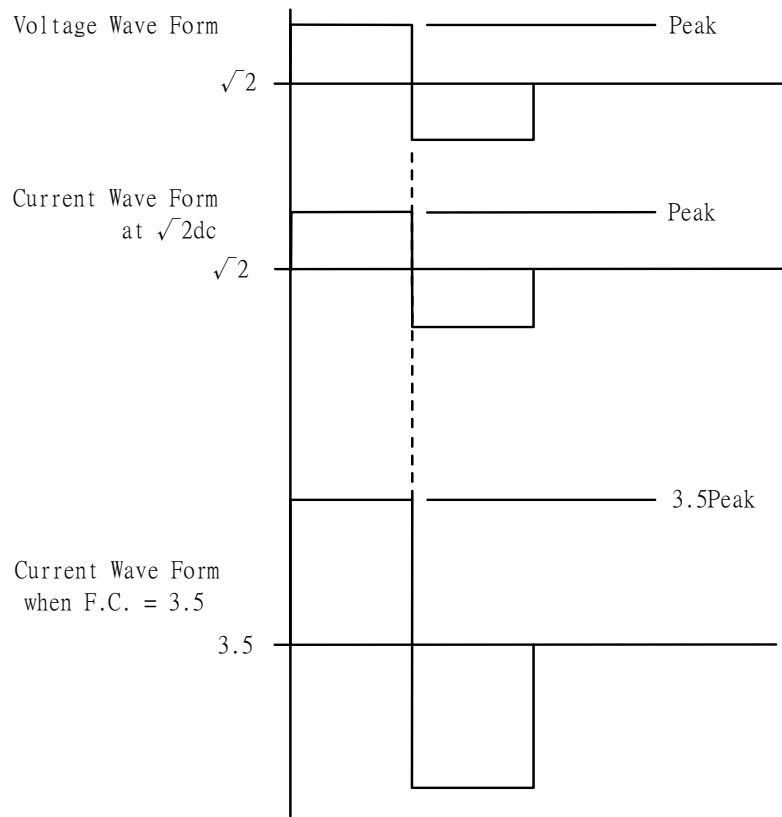 Voltage Wave Form
Peak
√2
Current Wave Form
at √2dc
Peak
√2
3.5Peak
Current Wave Form
when F.C. = 3.5
3.5